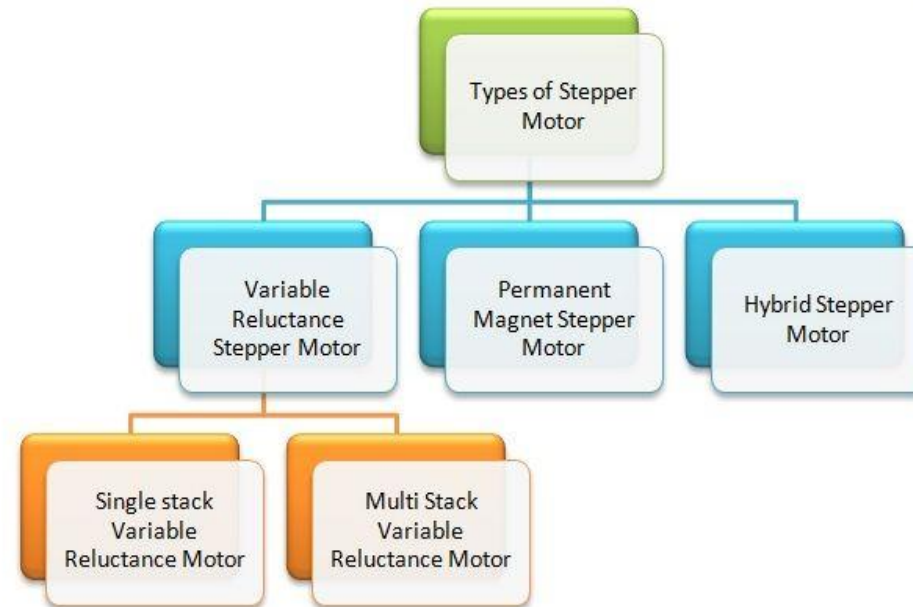 Types of Stepper
Motor
Variable
Reluctance
Stepper Motor
Permanent
Magnet Stepper
Motor
Hybrid Stepper
Motor
Single stack
Variable
Reluctance Motor
Multi Stack
Variable
Reluctance Motor